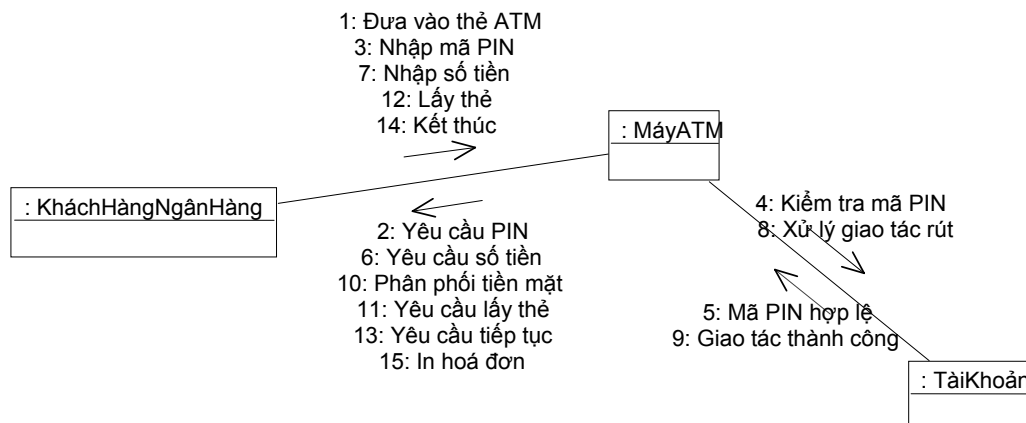 1: Đưa vào thẻ ATM
3: Nhập mã PIN
7: Nhập số tiền
12: Lấy thẻ
14: Kết thúc
: MáyATM
: KháchHàngNgânHàng
2: Yêu cầu PIN
6: Yêu cầu số tiền
10: Phân phối tiền mặt
11: Yêu cầu lấy thẻ
13: Yêu cầu tiếp tục
15: In hoá đơn
4: Kiểm tra mã PIN
8: Xử lý giao tác rút
5: Mã PIN hợp lệ
9: Giao tác thành công
: TàiKhoản